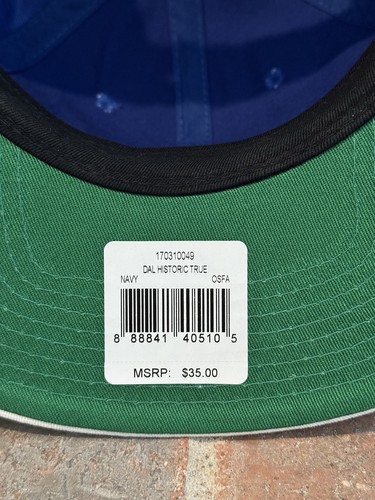 170310049
DAL HISTORIC TRUE
NAVY OSFA
8 88841 40510 5
MSRP: $35.00